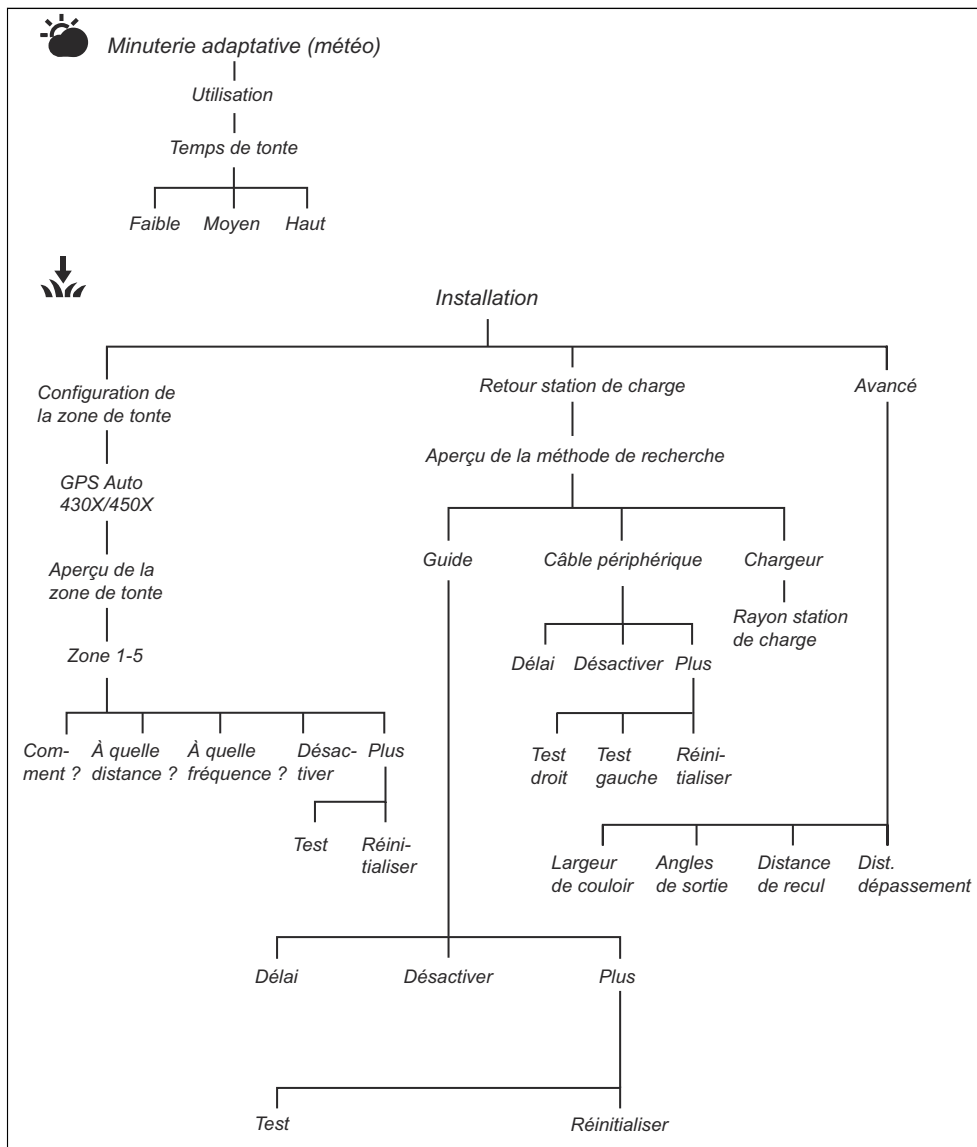 Minuterie adaptative (météo)
Utilisation
Temps de tonte
Faible Moyen Haut
Installation
Configuration de
la zone de tonte
Retour station de charge
Avancé
GPS Auto
430X/450X
Aperçu de la méthode de recherche
Aperçu de la
zone de tonte
Guide
Câble périphérique
Chargeur
Rayon station
de charge
Zone 1-5
Délai Désactiver Plus
Com-
ment ?
À quelle
distance ?
À quelle
fréquence ?
Désac-
tiver
Plus
Test
droit
Test
gauche
Réini-
tialiser
Test
Réini-
tialiser
Largeur
de couloir
Angles
de sortie
Distance
de recul
Dist.
dépassement
Délai
Désactiver
Plus
Test
Réinitialiser